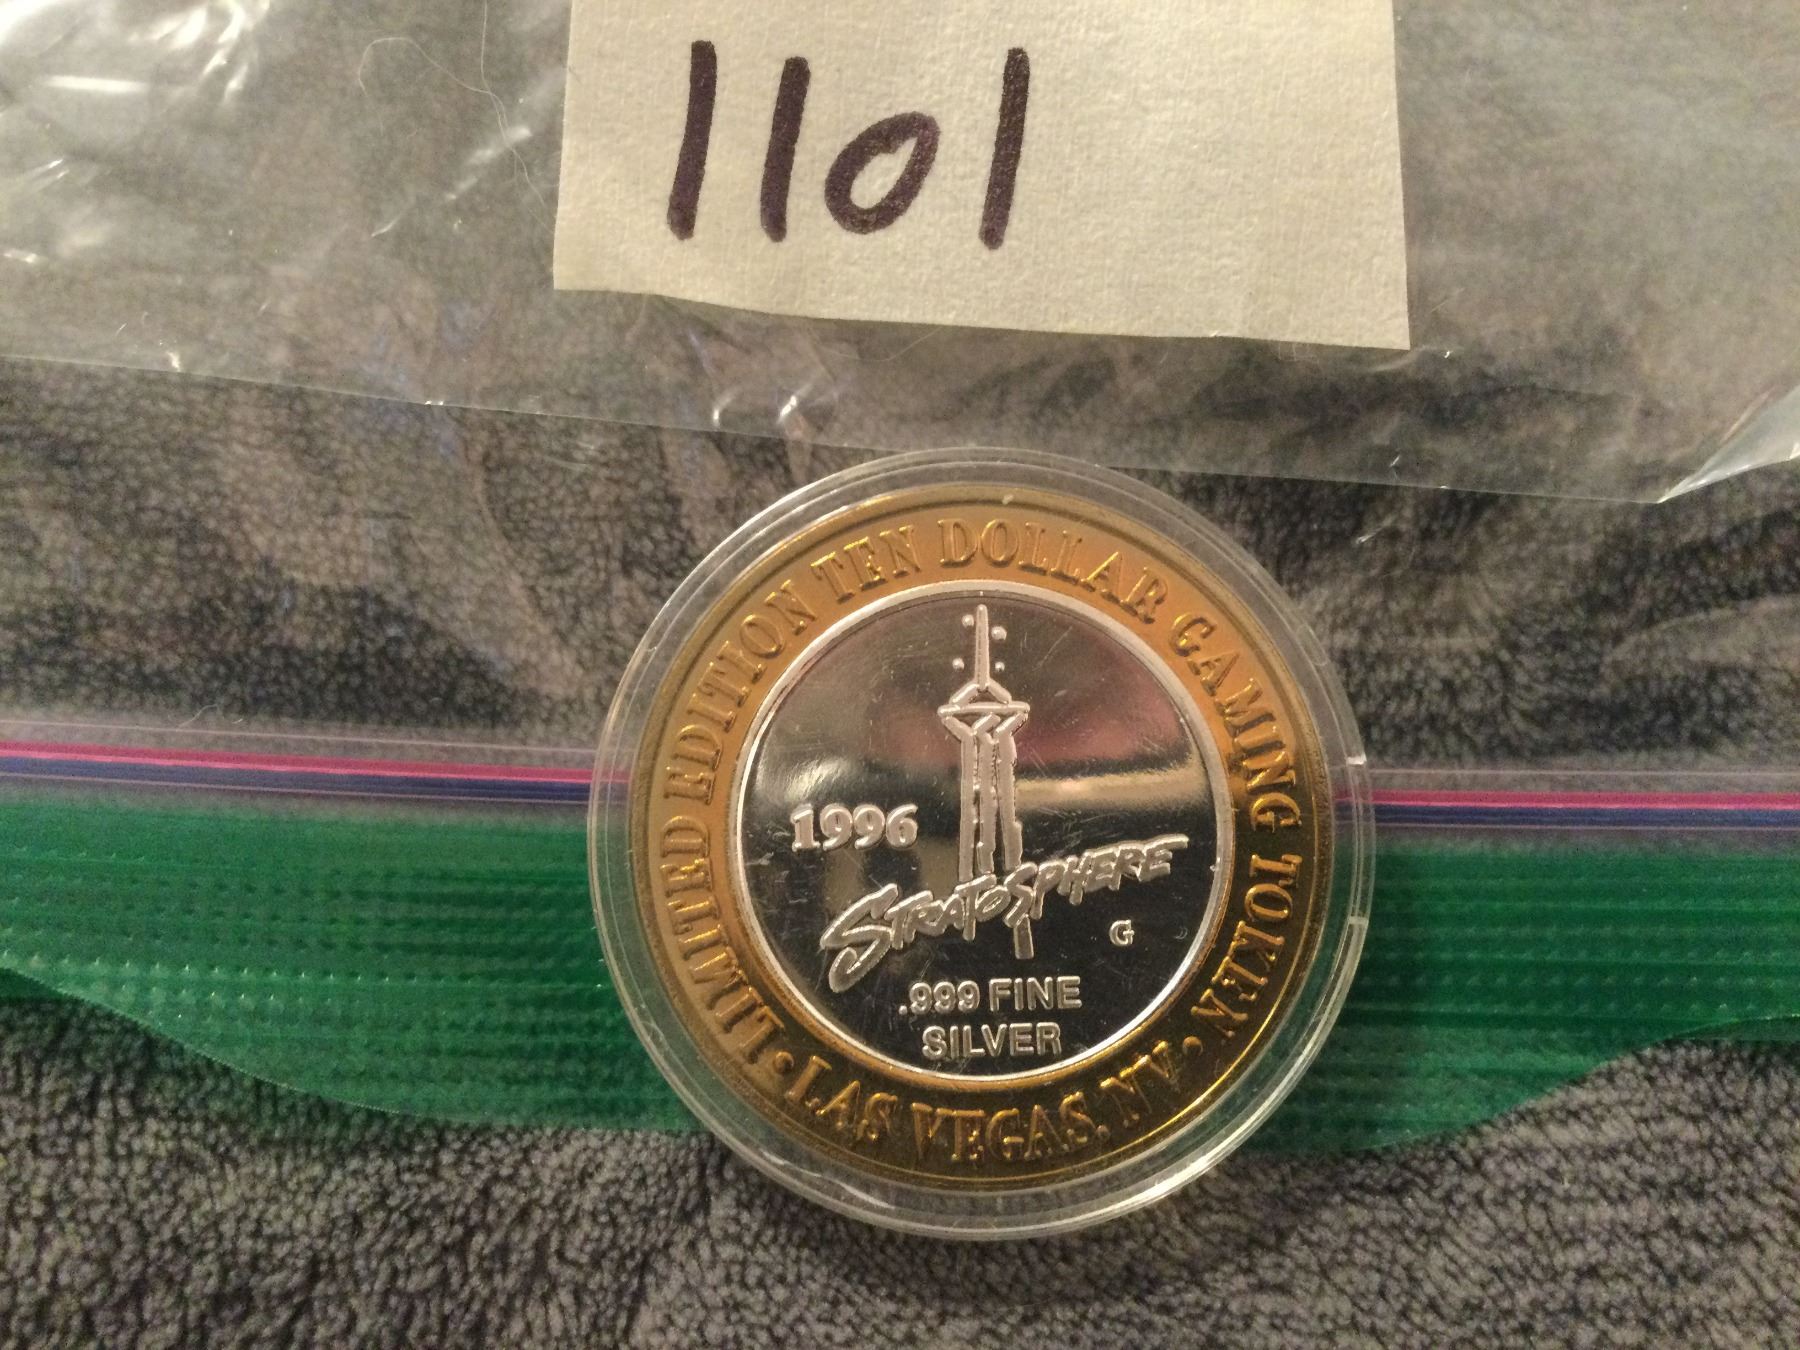 1101
LIMITED EDITION TEN DOLLAR GAMING TOKEN
1996
STRATOSPHERE
G
.999 FINE
SILVER
• LAS VEGAS, NV •